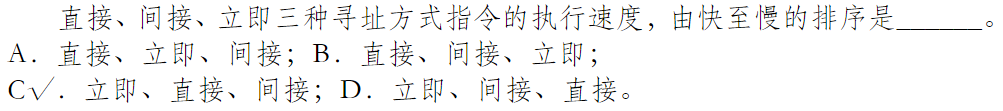 直接、间接、立即三种寻址方式指令的执行速度，由快至慢的排序是______。
A．直接、立即、间接；B．直接、间接、立即；
C√．立即、直接、间接；D．立即、间接、直接。